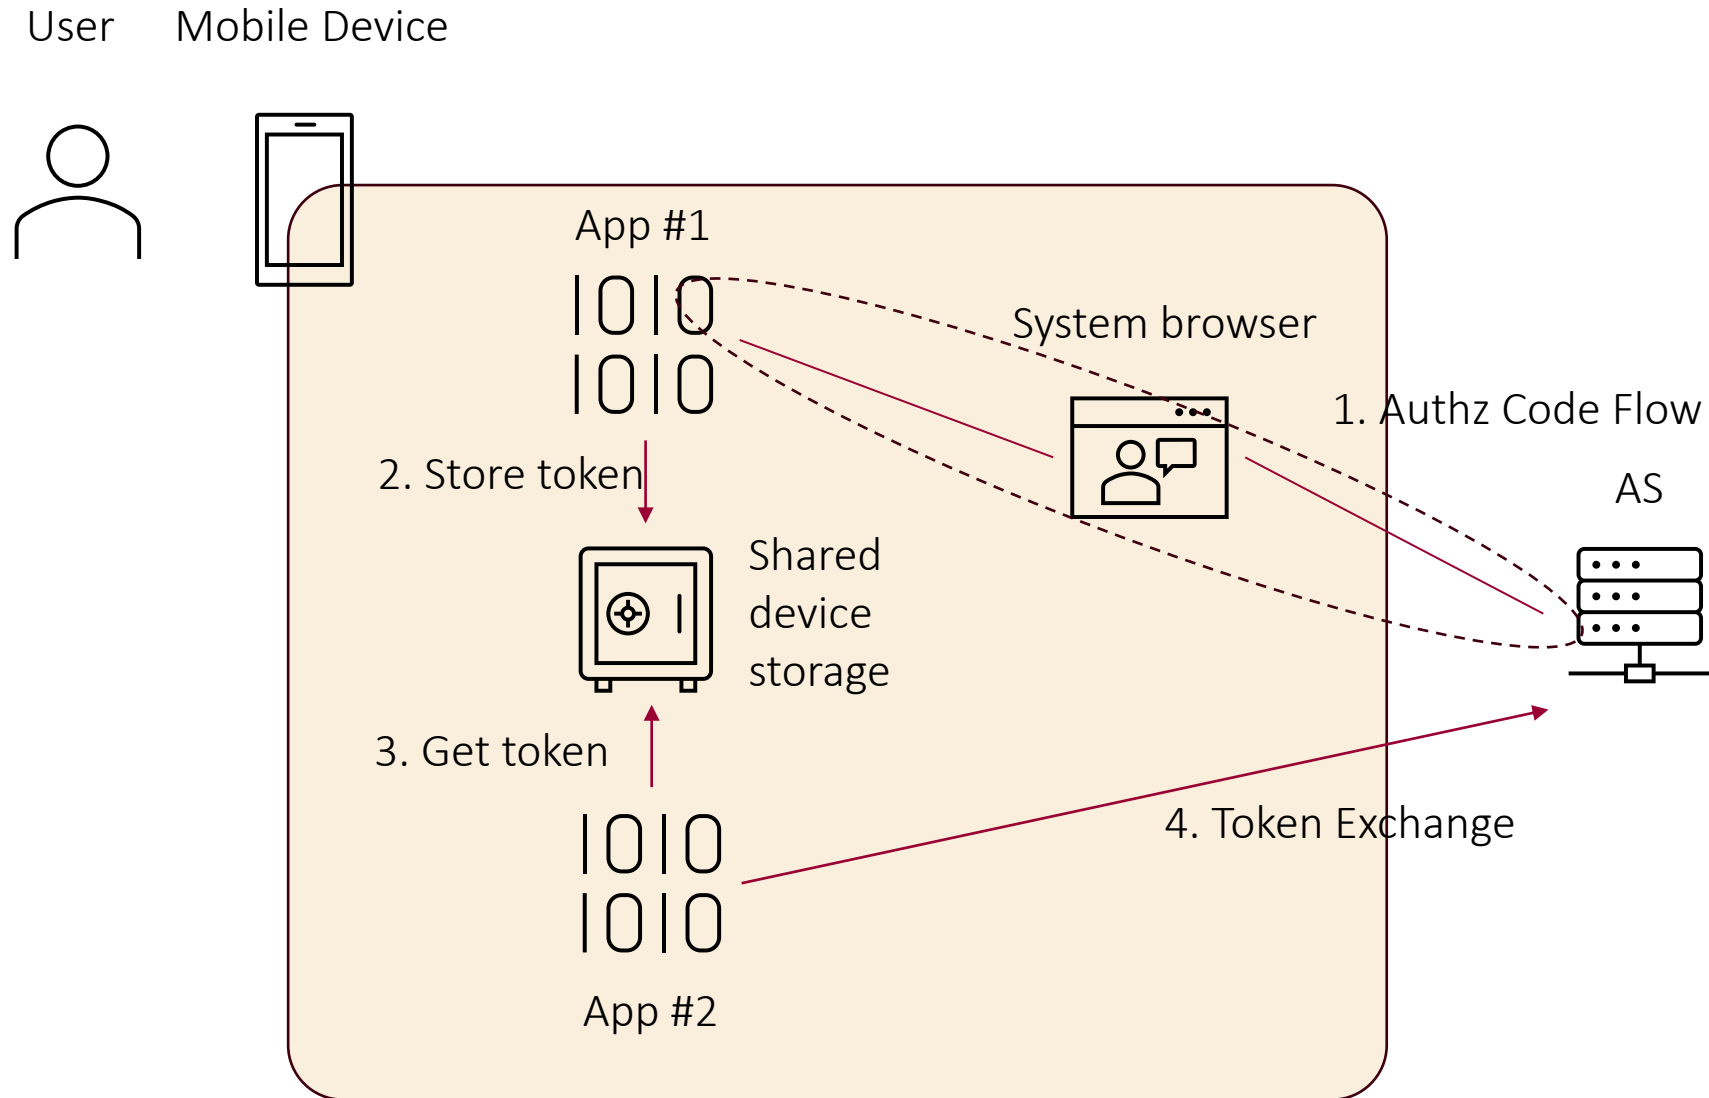 User
Mobile Device
App #1
System browser
1. Authz Code Flow
2. Store token
AS
Shared
device
storage
3. Get token
4. Token Exchange
App #2